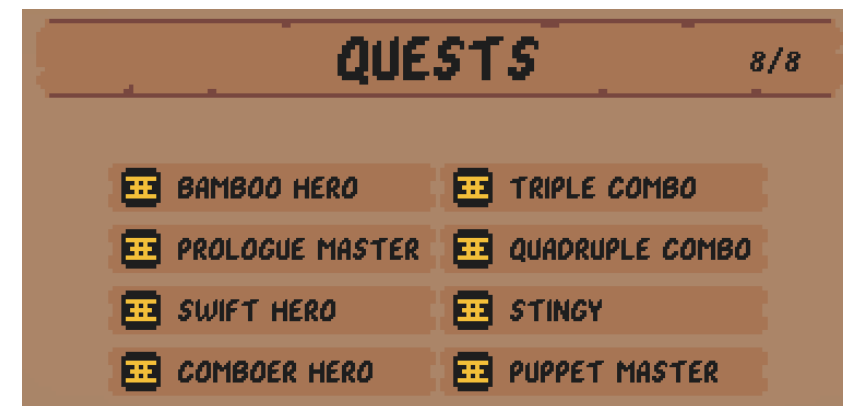 QUESTS
8/8
BAMBOO HERO
TRIPLE COMBO
PROLOGUE MASTER
QUADRUPLE COMBO
SWIFT HERO
STINGY
COMBOER HERO
PUPPET MASTER